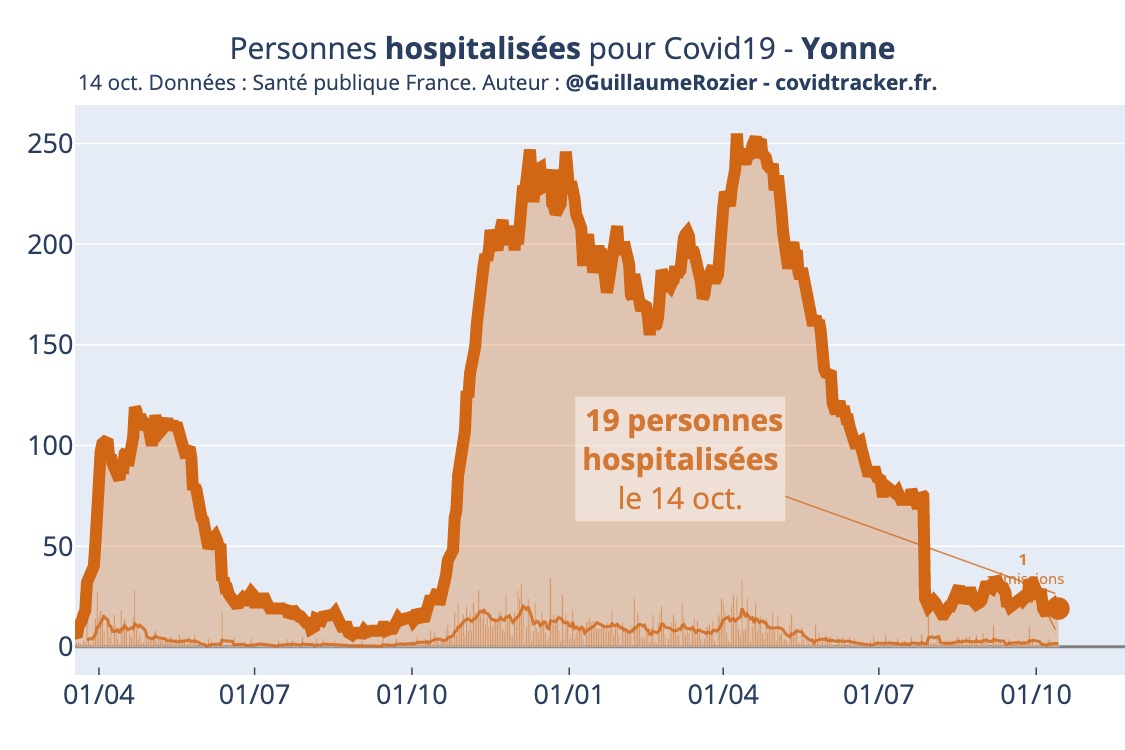 Personnes hospitalisées pour Covid19 - Yonne
14 oct. Données : Santé publique France. Auteur : @GuillaumeRozier - covidtracker.fr.
250
200
150
100
50
0
19 personnes
hospitalisées
le 14 oct.
1
admissions
01/04
01/07
01/10
01/01
01/04
01/07
01/10